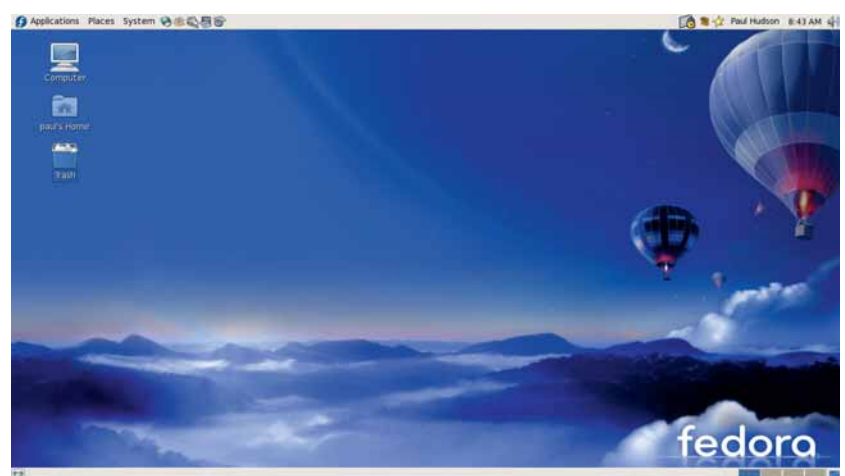 Applications Places System Paul Hudson 8:43 AM
Computer
paul's Home
Trash
fedora